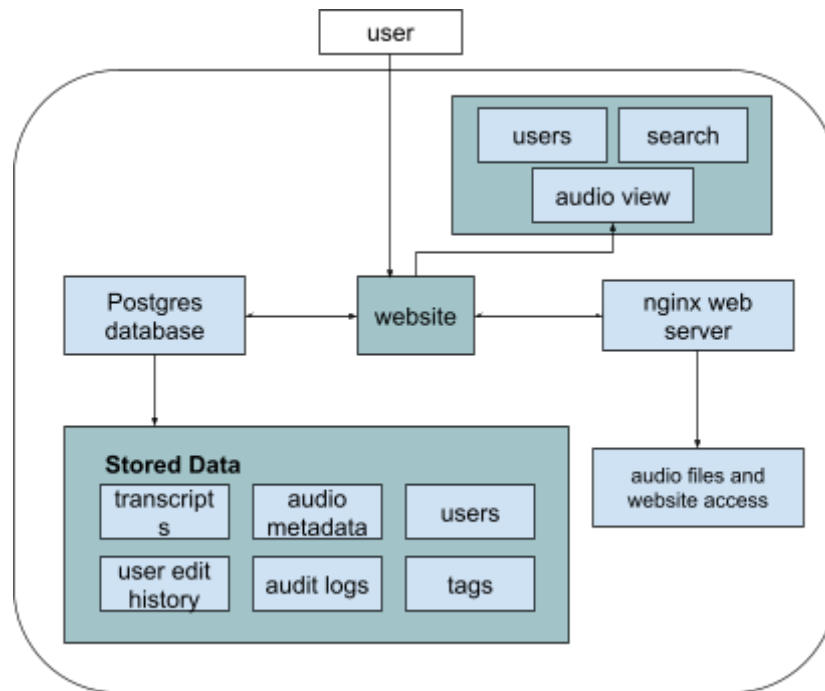 user
users
search
audio view
Postgres
database
website
nginx web
server
Stored Data
transcript
s
audio
metadata
users
user edit
history
audit logs
tags
audio files and
website access